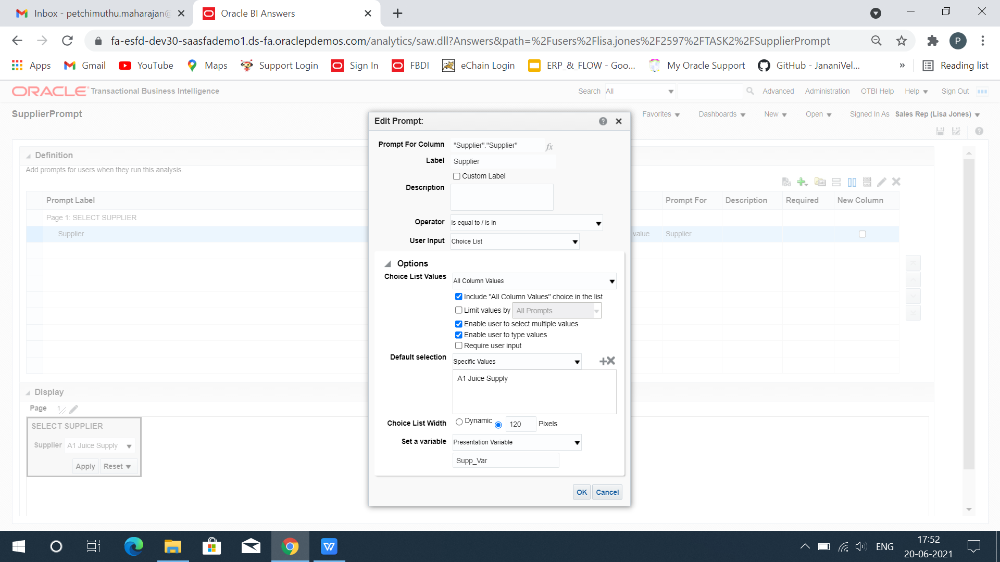 Inbox - petchimuthu.maharajan@
Oracle BI Answers
fa-esfd-dev30-saasfademo1.ds-fa.oraclepdemos.com/analytics/saw.dll?Answers&path=%2Fusers%2Flisa.jones%2F2597%2FTASK2%2FSupplierPrompt
P
Apps Gmail YouTube Maps Support Login Sign In FBDI eChain Login ERP_&_FLOW - Goo... My Oracle Support GitHub - JananiVel... » Reading list
ORACLE Transactional Business Intelligence
Search All Advanced Administration OTBI Help Help Sign Out
SupplierPrompt
Favorites Dashboards New Open Signed In As Sales Rep (Lisa Jones)
Definition
Add prompts for users when they run this analysis.
Prompt Label Prompt For Description Required New Column
Page 1: SELECT SUPPLIER
Supplier value Supplier
Display
Page 1
SELECT SUPPLIER
Supplier A1 Juice Supply
Apply Reset
Edit Prompt:
Prompt For Column "Supplier"."Supplier" fx
Label Supplier
Custom Label
Description
Operator is equal to / is in
User Input Choice List
Options
Choice List Values All Column Values
Include "All Column Values" choice in the list
Limit values by All Prompts
Enable user to select multiple values
Enable user to type values
Require user input
Default selection Specific Values
A1 Juice Supply
Choice List Width Dynamic 120 Pixels
Set a variable Presentation Variable
Supp_Var
OK Cancel
W
ENG
17:52
20-06-2021